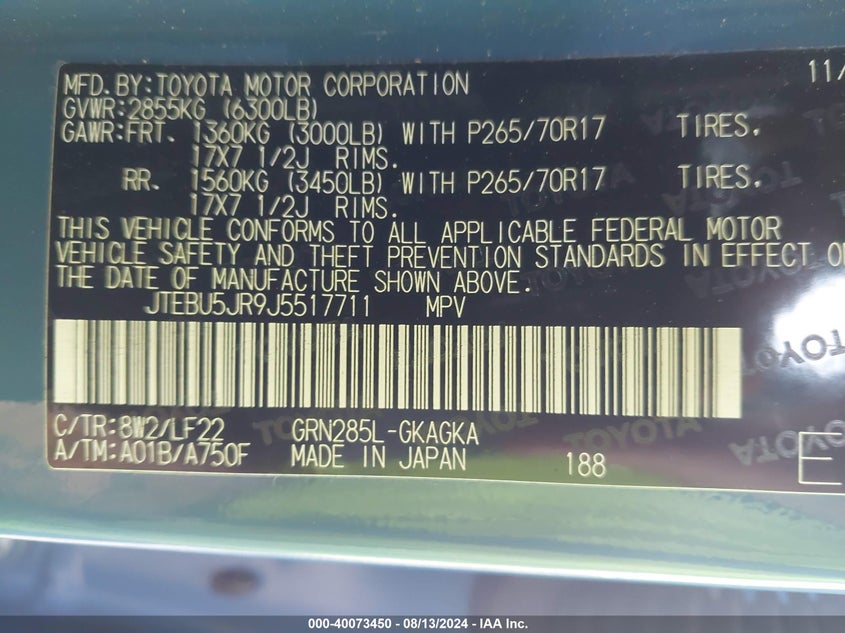 MFD. BY: TOYOTA MOTOR CORPORATION 11/
GVWR: 2855KG (6300LB)
GAWR: FRT. 1360KG (3000LB) WITH P265/70R17 TIRES.
17X7 1/2J RIMS.
RR. 1560KG (3450LB) WITH P265/70R17 TIRES.
17X7 1/2J RIMS.
THIS VEHICLE CONFORMS TO ALL APPLICABLE FEDERAL MOTOR
VEHICLE SAFETY AND THEFT PREVENTION STANDARDS IN EFFECT
THE DATE OF MANUFACTURE SHOWN ABOVE.
JTEBU5JR9J5517711 MPV
TOYOTA
C/TR: 8W2/LF22 GRN285L-GKAGKA
TOYOTA
A/TM: A01B/A750F MADE IN JAPAN 188 E
000-40073450 - 08/13/2024 - IAA Inc.